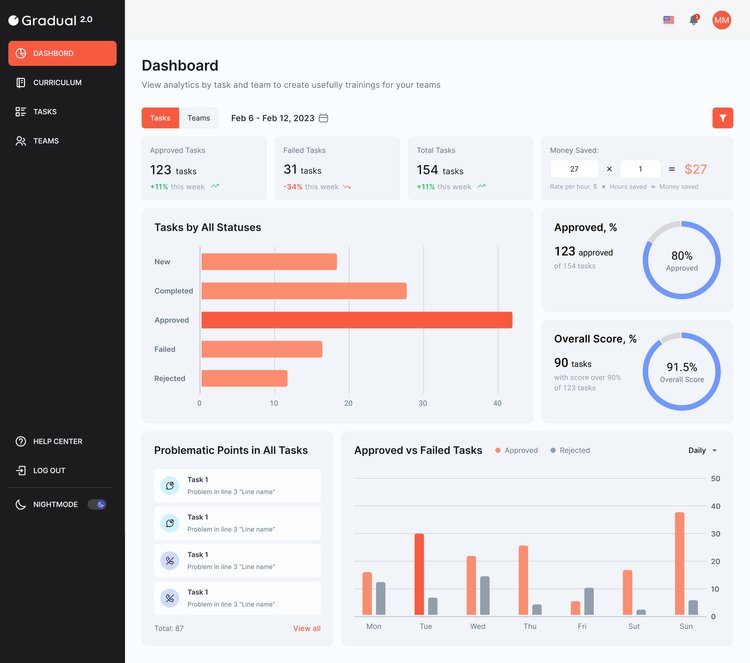 Gradual 2.0
DASHBORD
CURRICULUM
TASKS
TEAMS
HELP CENTER
LOG OUT
NIGHTMODE
2
MM
Dashboard
View analytics by task and team to create usefully trainings for your teams
Tasks Teams Feb 6 - Feb 12, 2023
Approved Tasks
123 tasks
+11% this week
Failed Tasks
31 tasks
-34% this week
Total Tasks
154 tasks
+11% this week
Money Saved:
27 × 1 = $27
Rate per hour, $ × Hours saved = Money saved
Tasks by All Statuses
New
Completed
Approved
Failed
Rejected
0 10 20 30 40
Approved, %
123 approved
of 154 tasks
80%
Approved
Overall Score, %
90 tasks
with score over 90%
of 123 tasks
91.5%
Overall Score
Problematic Points in All Tasks
Task 1
Problem in line 3 "Line name"
Task 1
Problem in line 3 "Line name"
Task 1
Problem in line 3 "Line name"
Task 1
Problem in line 3 "Line name"
Total: 87 View all
Approved vs Failed Tasks Approved Rejected Daily
50
40
30
20
10
0
Mon Tue Wed Thu Fri Sut Sun